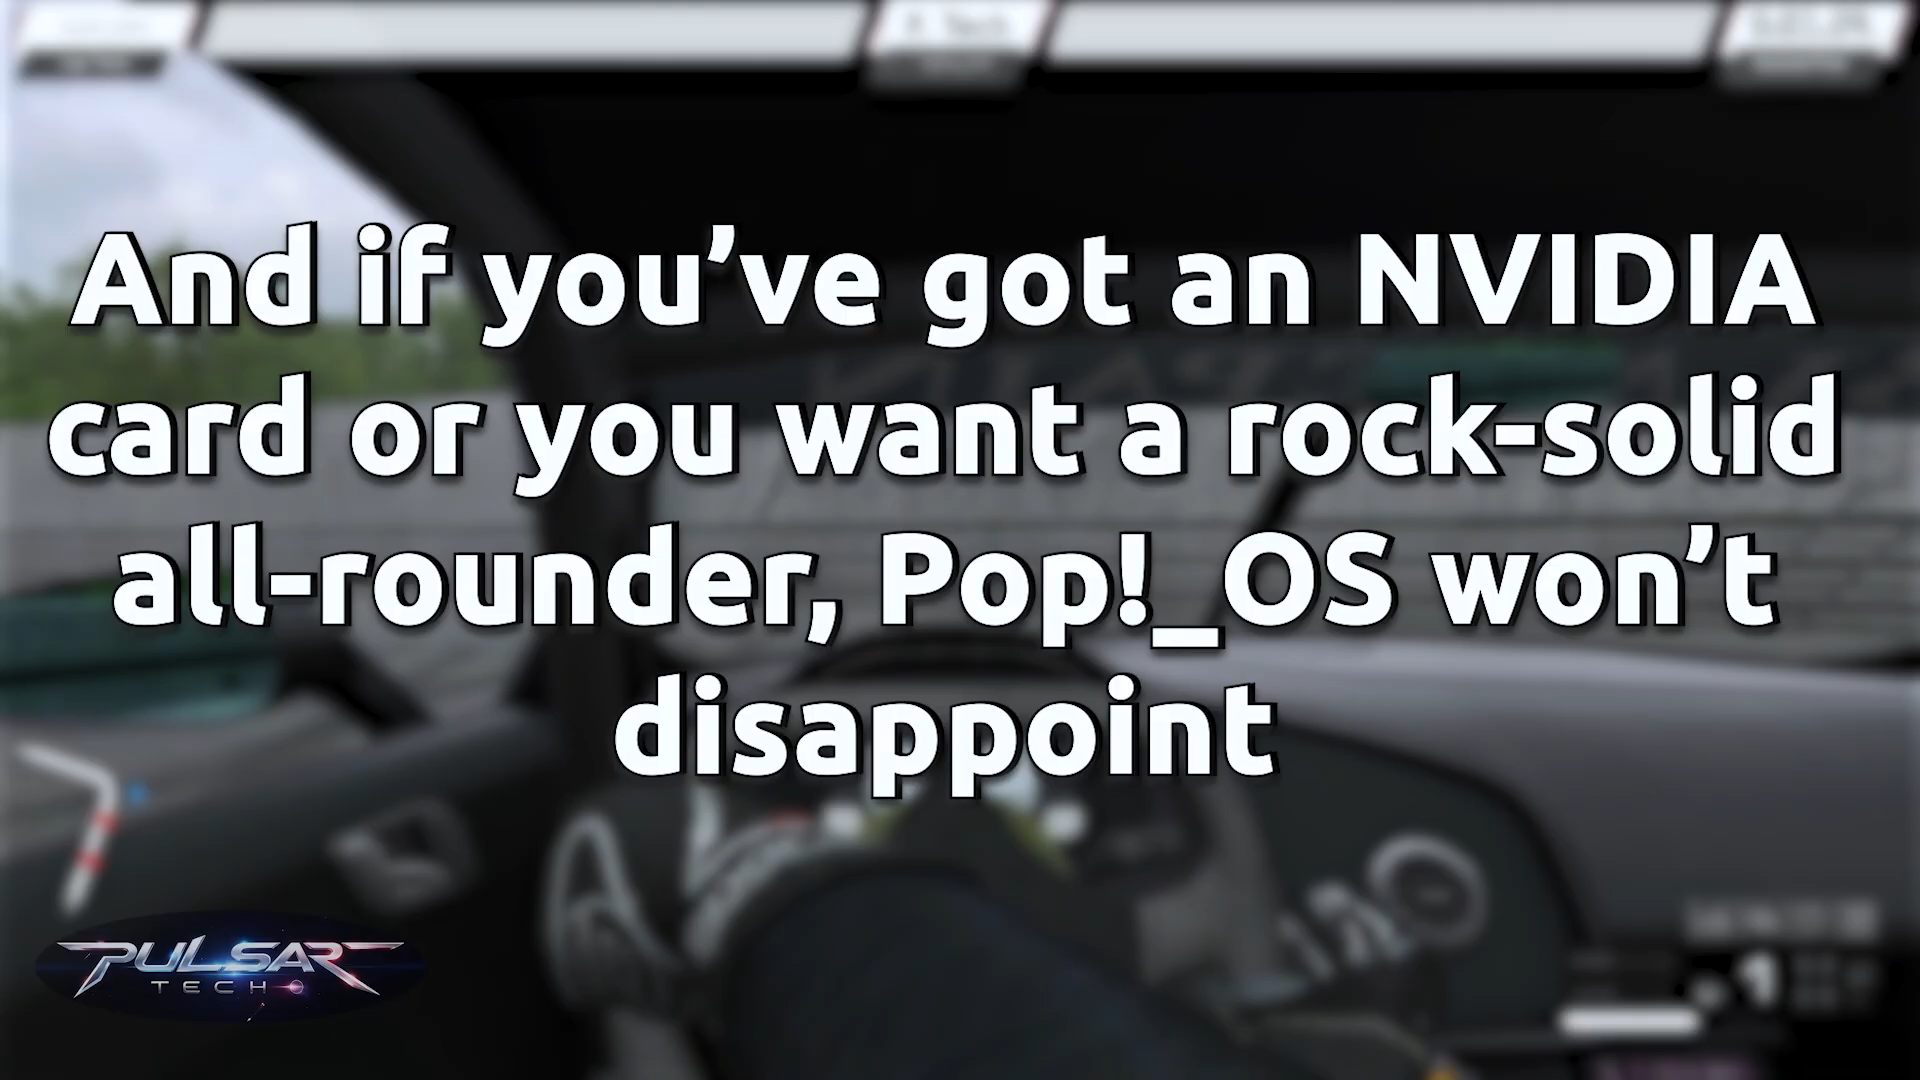 And if you’ve got an NVIDIA
card or you want a rock-solid
all-rounder, Pop!_OS won’t
disappoint
PULSAR
TECH